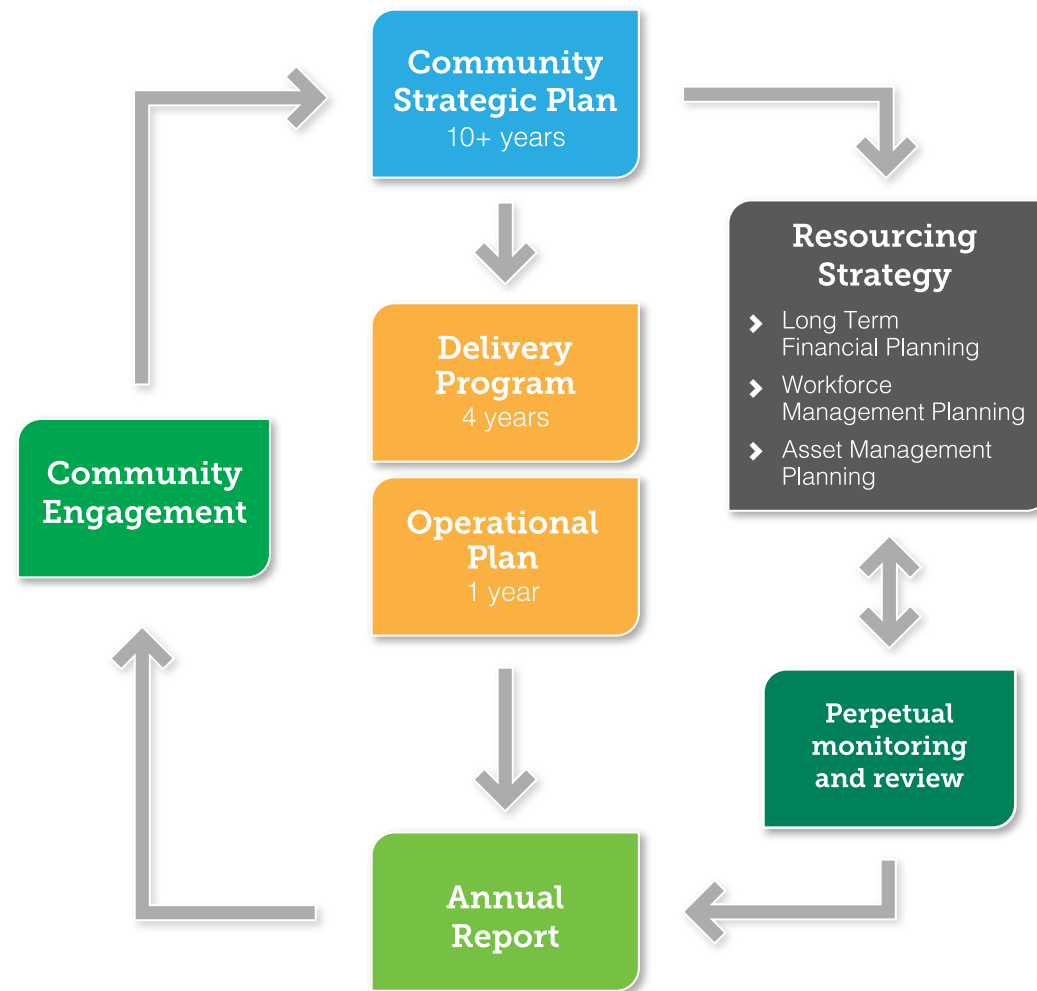 Community
Strategic Plan
10+ years
Resourcing
Strategy
Long Term
Financial Planning
Workforce
Management Planning
Asset Management
Planning
Delivery
Program
4 years
Community
Engagement
Operational
Plan
1 year
Perpetual
monitoring
and review
Annual
Report